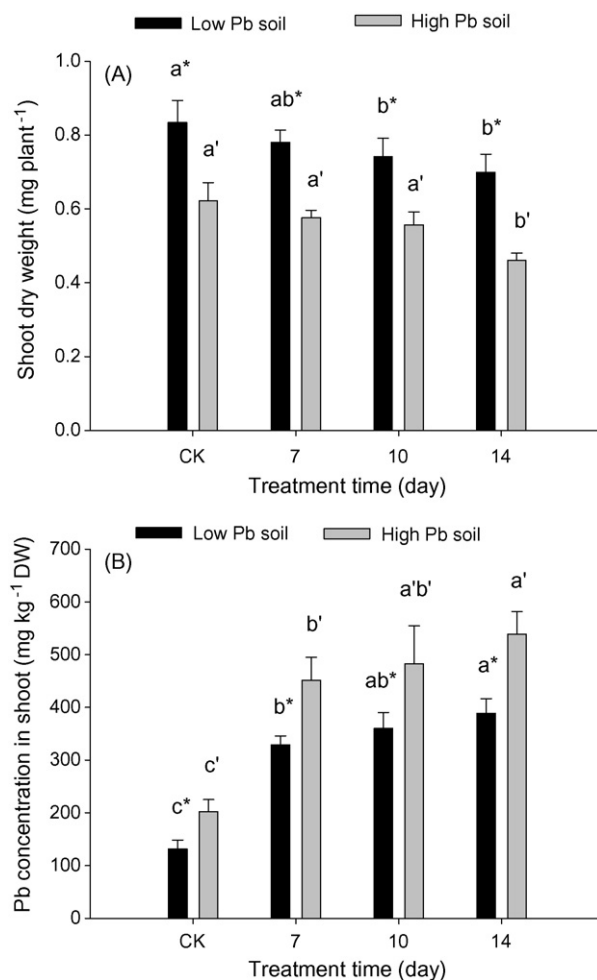 Low Pb soil High Pb soil
(A)
Shoot dry weight (mg plant⁻¹)
1.0
0.8
0.6
0.4
0.2
0.0
a* ab* b* b*
a' a' a' b'
CK 7 10 14
Treatment time (day)
Low Pb soil High Pb soil
(B)
Pb concentration in shoot (mg kg⁻¹ DW)
700
600
500
400
300
200
100
0
c* b* ab* a*
c' b' a'b' a'
CK 7 10 14
Treatment time (day)